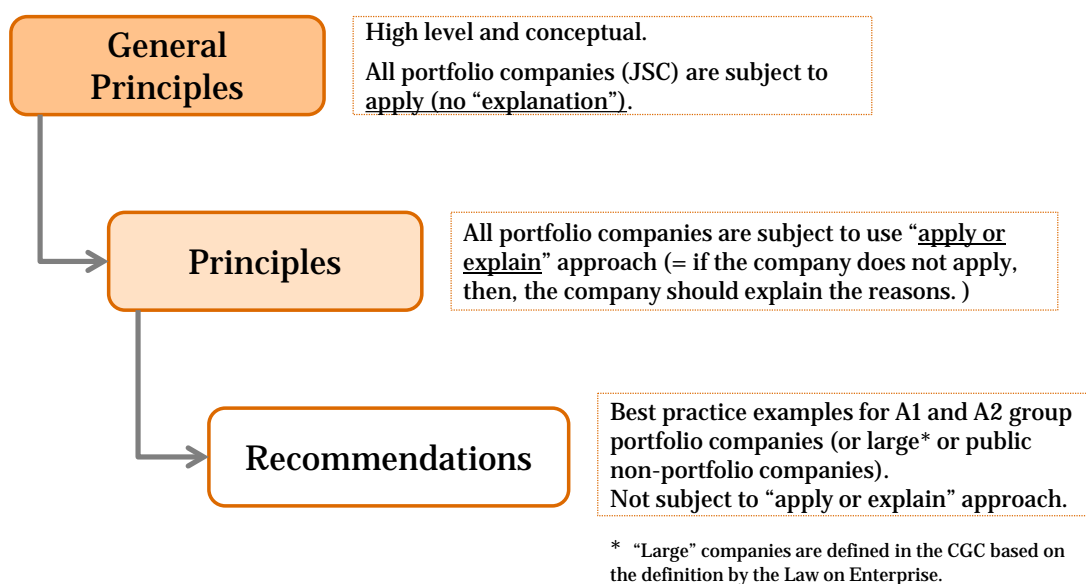 General
Principles
High level and conceptual.
All portfolio companies (JSC) are subject to
apply (no “explanation”).
Principles
All portfolio companies are subject to use “apply or
explain” approach (= if the company does not apply,
then, the company should explain the reasons. )
Recommendations
Best practice examples for A1 and A2 group
portfolio companies (or large* or public
non-portfolio companies).
Not subject to “apply or explain” approach.
* “Large” companies are defined in the CGC based on
the definition by the Law on Enterprise.